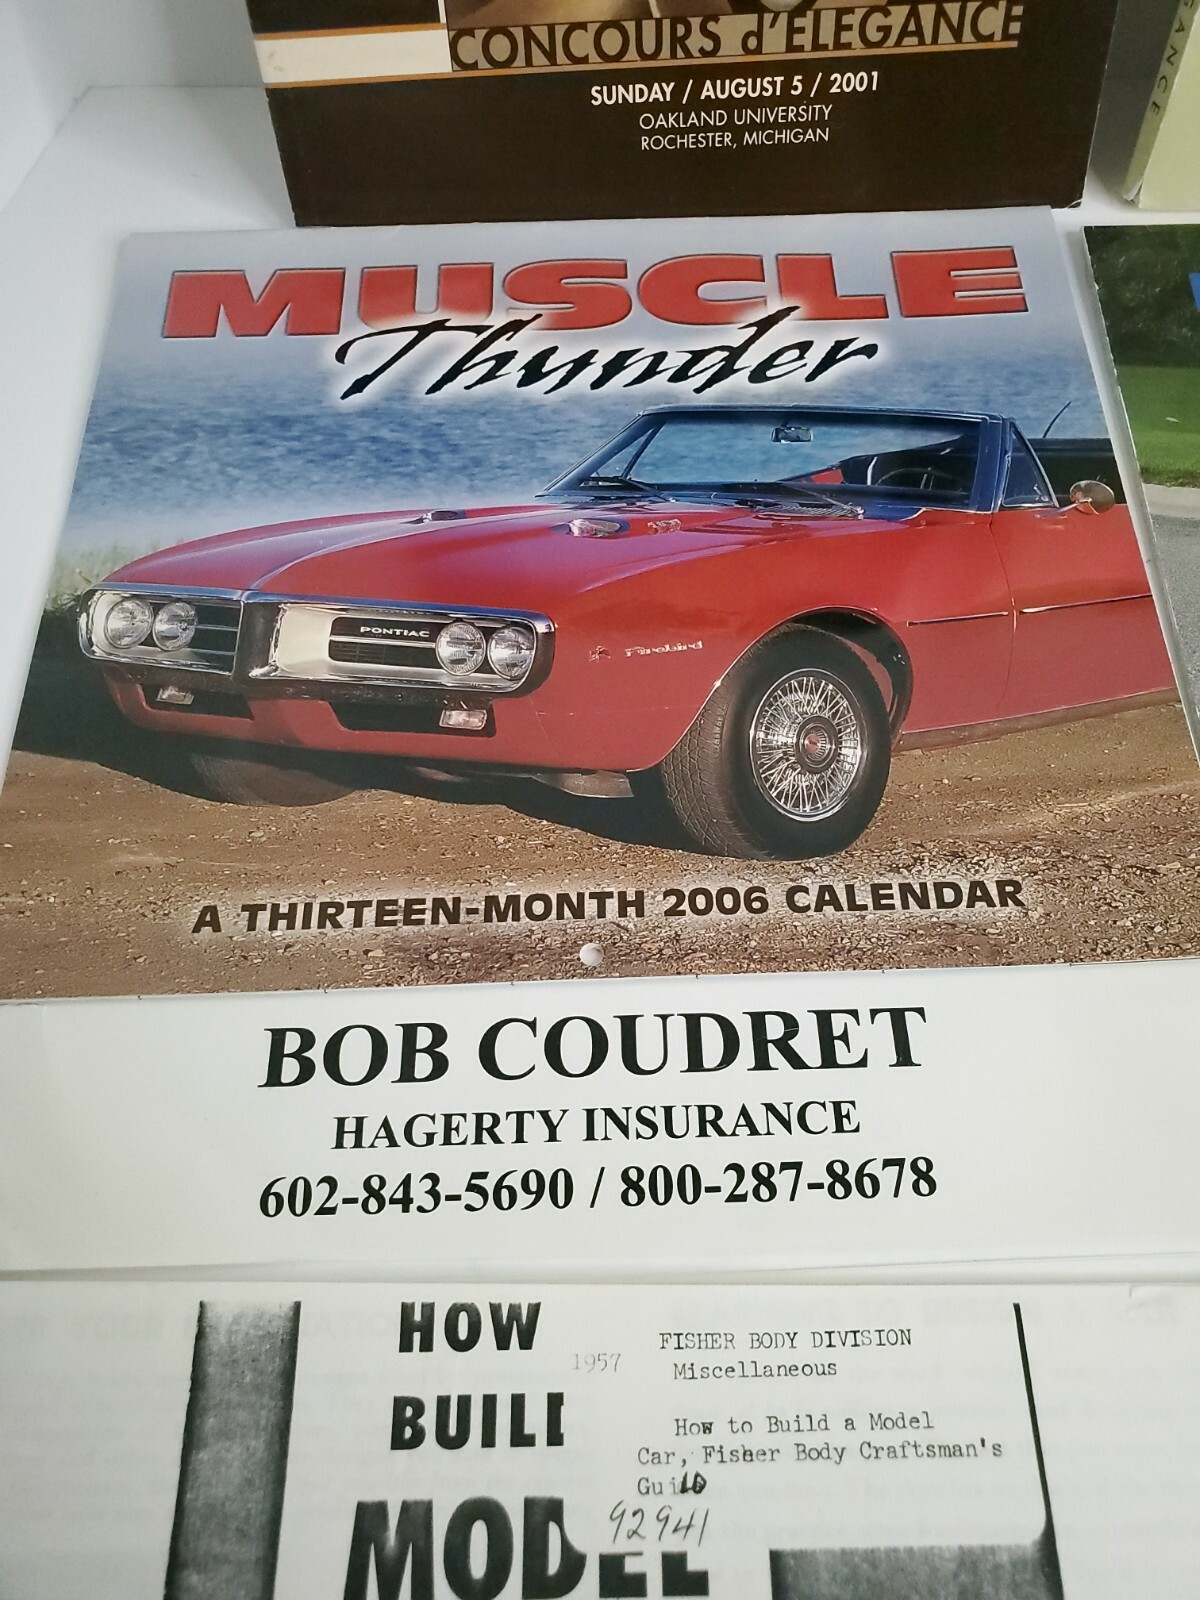 CONCOURS d'ELEGANCE
SUNDAY / AUGUST 5 / 2001
OAKLAND UNIVERSITY
ROCHESTER, MICHIGAN
GANCE
MUSCLE
Thunder
PONTIAC
Firebird
A THIRTEEN-MONTH 2006 CALENDAR
BOB COUDRET
HAGERTY INSURANCE
602-843-5690 / 800-287-8678
HOW
BUILD
MODEL
1957
FISHER BODY DIVISION
Miscellaneous
How to Build a Model
Car, Fisher Body Craftsman's
Guild
92941